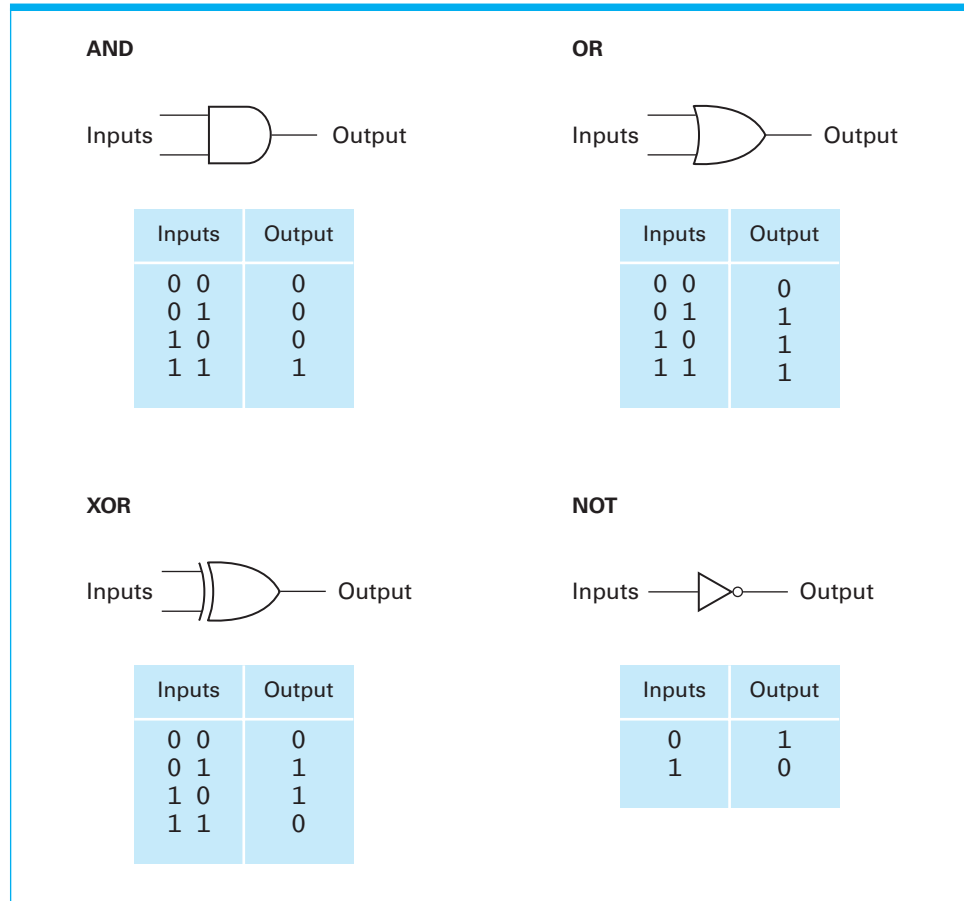 AND
Inputs
Output
Inputs Output
0 0 0
0 1 0
1 0 0
1 1 1
OR
Inputs
Output
Inputs Output
0 0 0
0 1 1
1 0 1
1 1 1
XOR
Inputs
Output
Inputs Output
0 0 0
0 1 1
1 0 1
1 1 0
NOT
Inputs
Output
Inputs Output
0 1
1 0